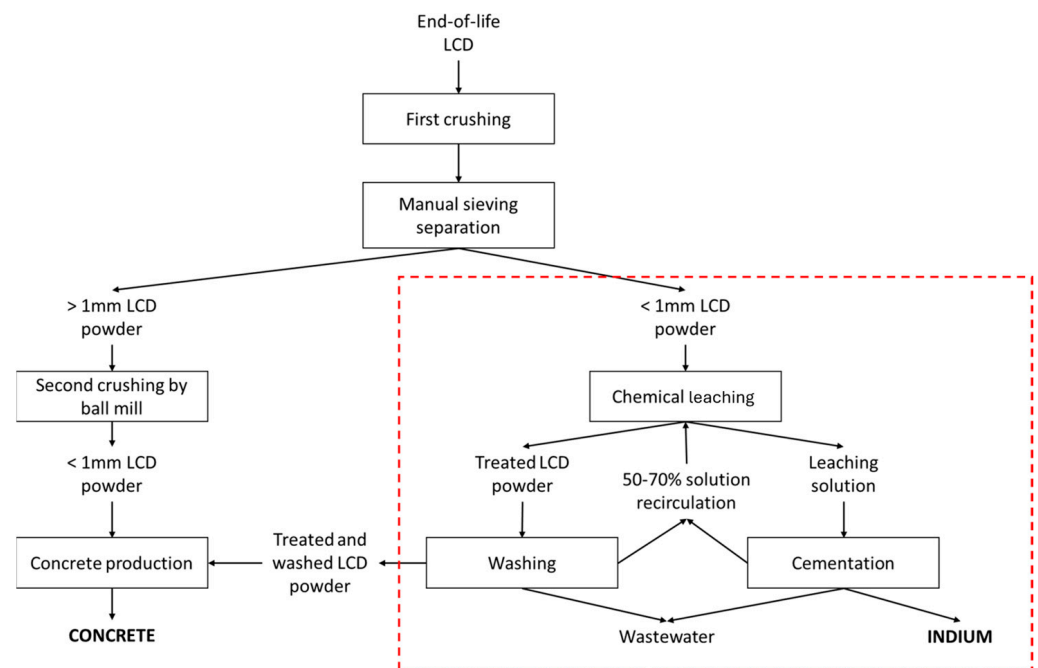 End-of-life
LCD
First crushing
Manual sieving
separation
> 1mm LCD
powder
< 1mm LCD
powder
Second crushing by
ball mill
Chemical leaching
< 1mm LCD
powder
Treated LCD
powder
50-70% solution
recirculation
Leaching
solution
Concrete production
Treated and
washed LCD
powder
Washing
Cementation
CONCRETE
Wastewater
INDIUM